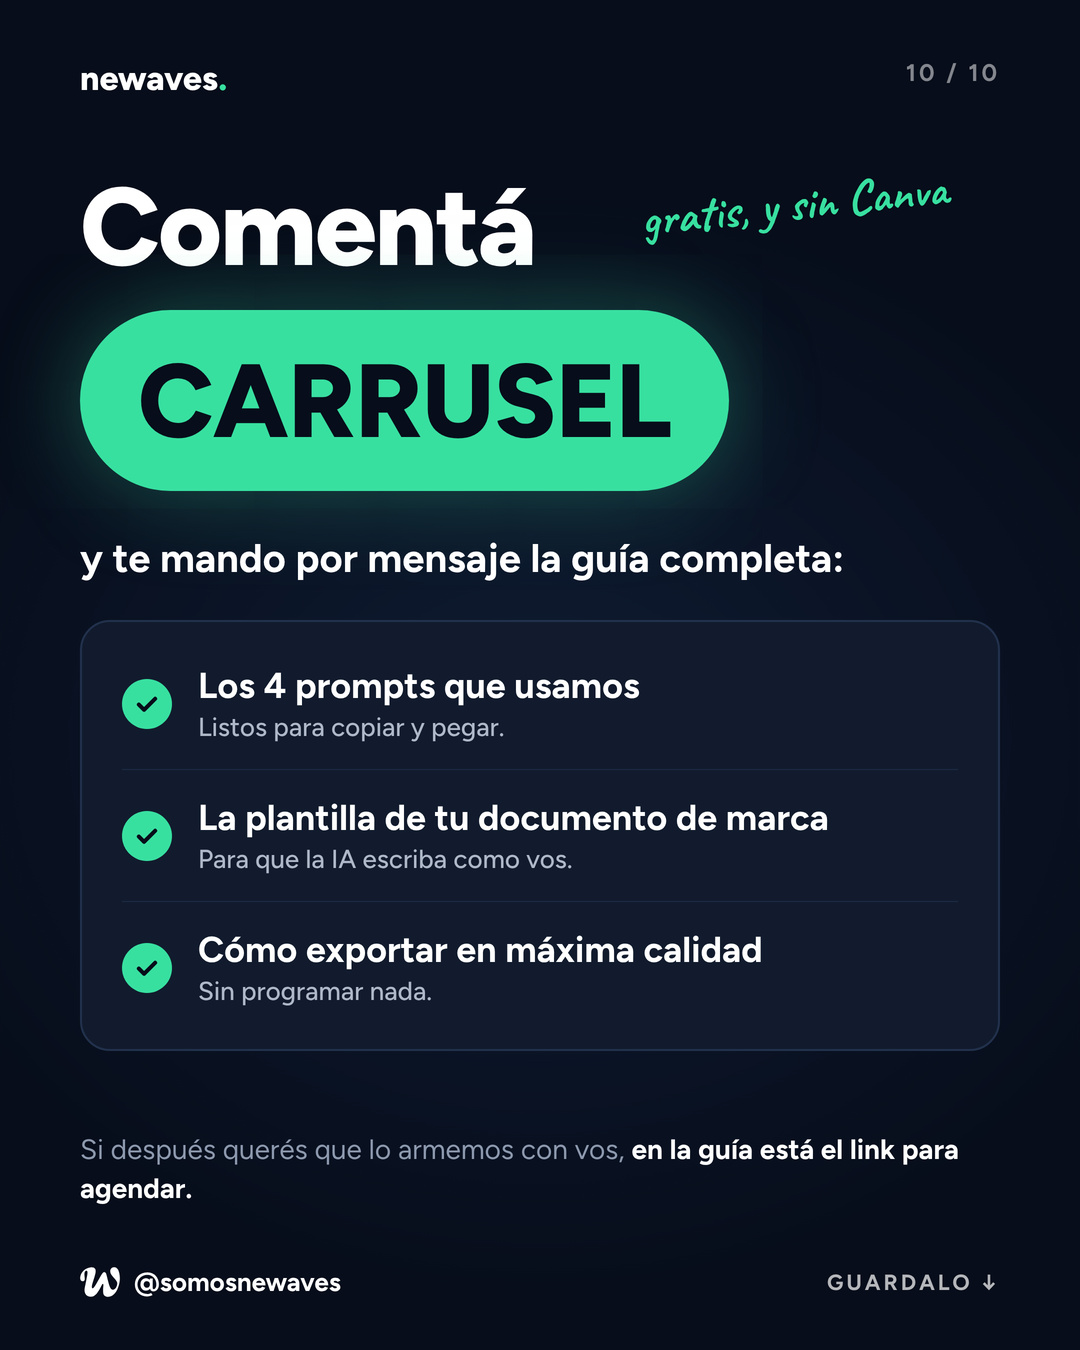 newaves.
10 / 10
Comentá
gratis, y sin Canva
CARRUSEL
y te mando por mensaje la guía completa:
Los 4 prompts que usamos
Listos para copiar y pegar.
La plantilla de tu documento de marca
Para que la IA escriba como vos.
Cómo exportar en máxima calidad
Sin programar nada.
Si después querés que lo armemos con vos, en la guía está el link para
agendar.
W @somosnewaves
GUARDALO ↓